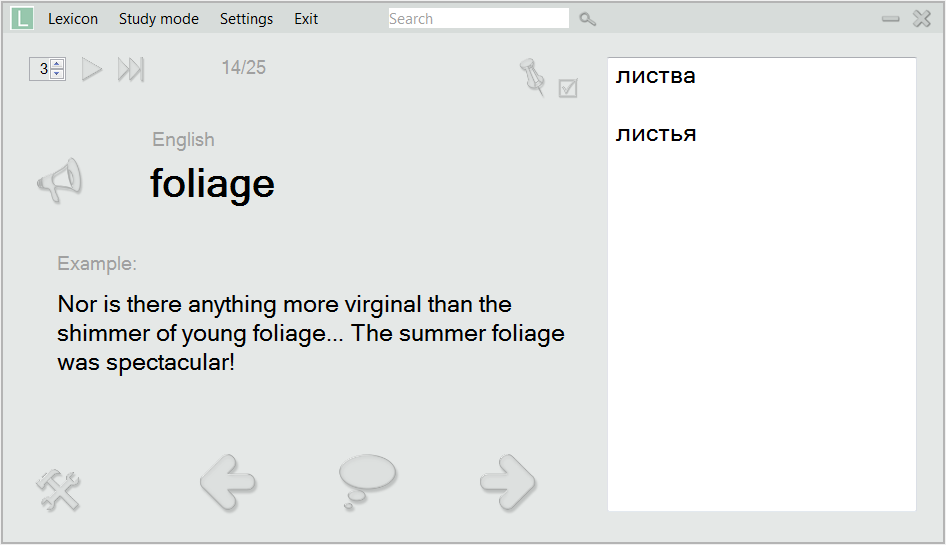 L Lexicon Study mode Settings Exit Search
3 14/25
English
foliage
Example:
Nor is there anything more virginal than the
shimmer of young foliage... The summer foliage
was spectacular!
листва
листья